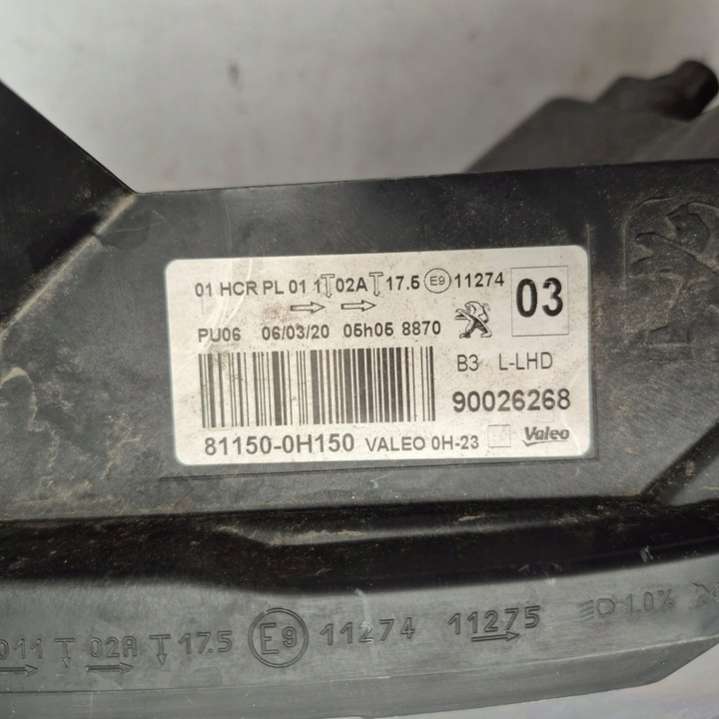 01 HCR PL 01 1 02A 17.5 E9 11274
03
PU06 06/03/20 05h05 8870
B3 L-LHD
90026268
81150-0H150 VALEO 0H-23 Valeo
011 02A 17.5 E9 11274 11275 1.0%